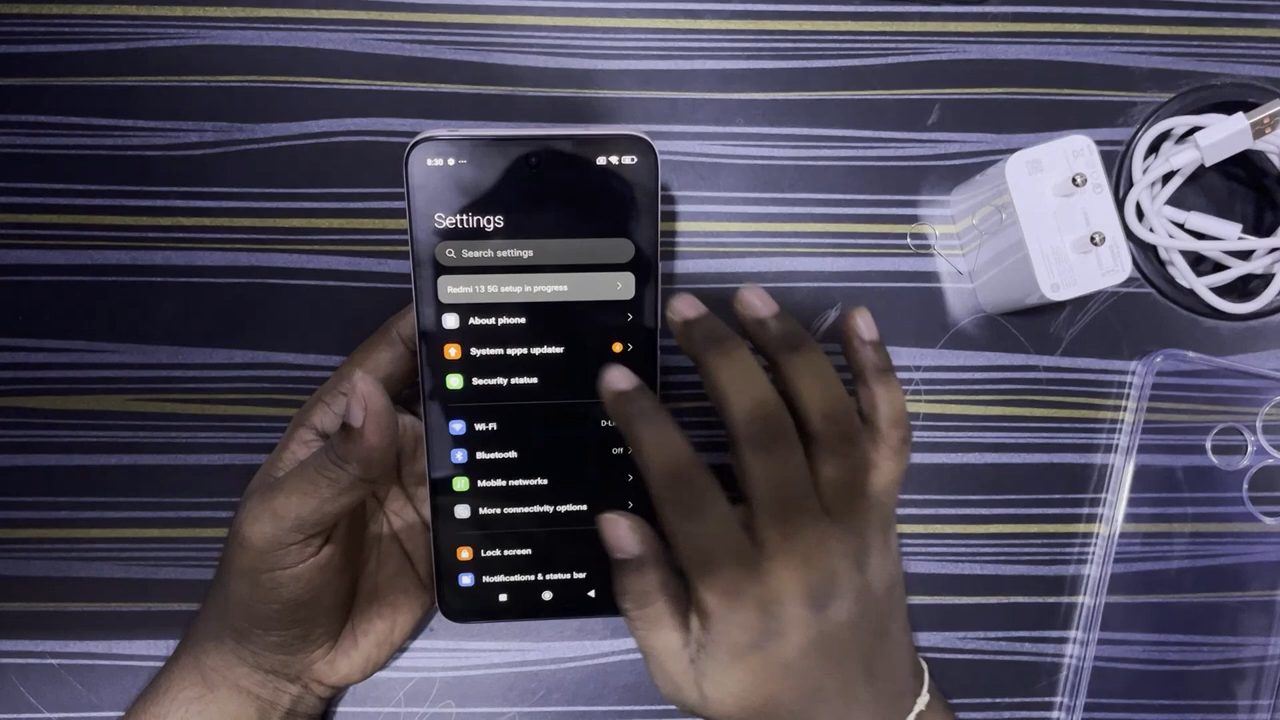 8:30
Settings
Search settings
Redmi 13 5G setup in progress
About phone
System apps updater
Security status
Wi-Fi
Bluetooth Off
Mobile networks
More connectivity options
Lock screen
Notifications & status bar